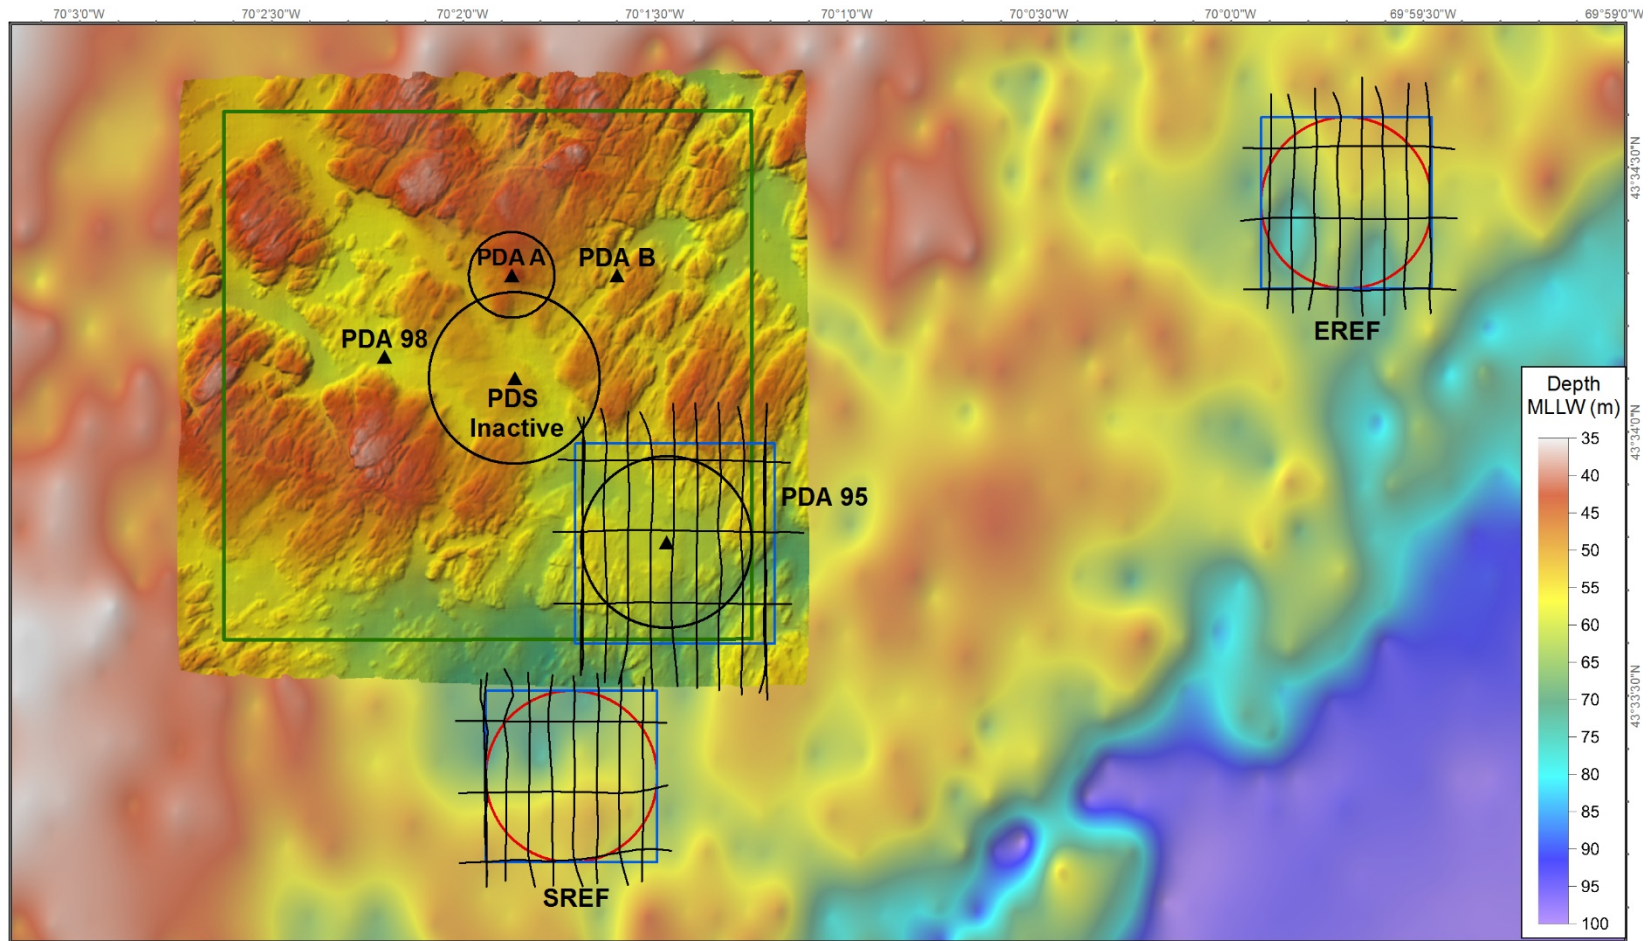 70°3'0"W 70°2'30"W 70°2'0"W 70°1'30"W 70°1'0"W 70°0'30"W 70°0'0"W 69°59'30"W 69°59'0"W
43°34'30"N
43°34'0"N
43°33'30"N
PDA A
PDA B
PDA 98
PDS
Inactive
PDA 95
EREF
SREF
Depth
MLLW (m)
35
40
45
50
55
60
65
70
75
80
85
90
95
100